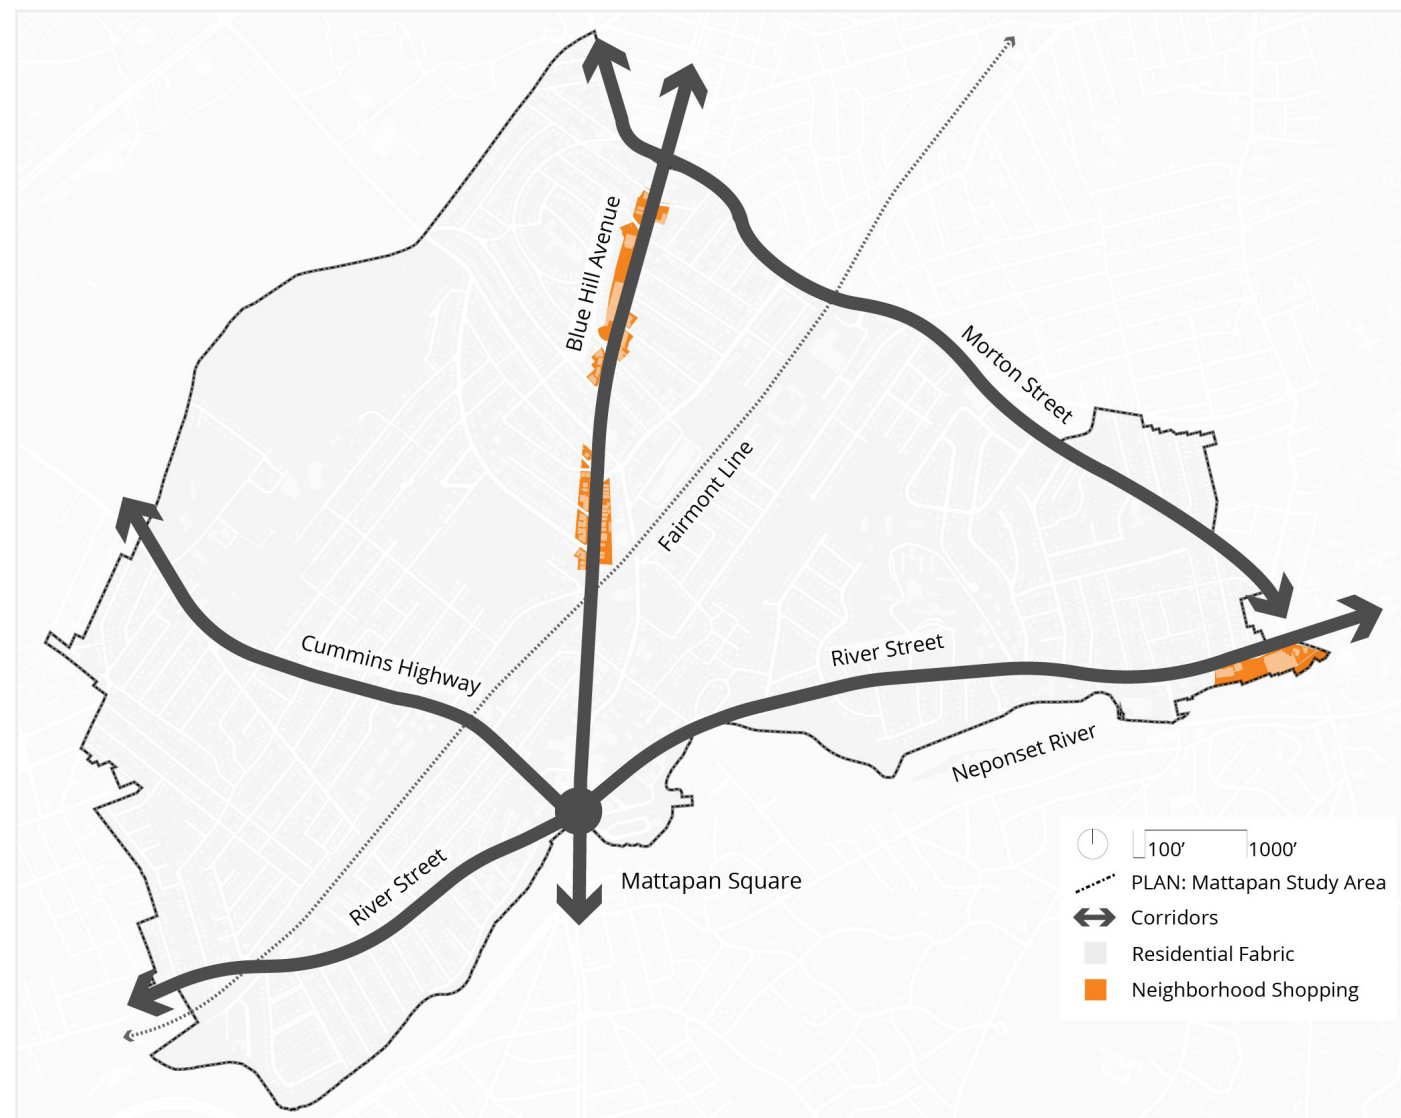 Blue Hill Avenue
Morton Street
Fairmont Line
Cummins Highway
River Street
Neponset River
River Street
Mattapan Square
100’ 1000’
PLAN: Mattapan Study Area
Corridors
Residential Fabric
Neighborhood Shopping